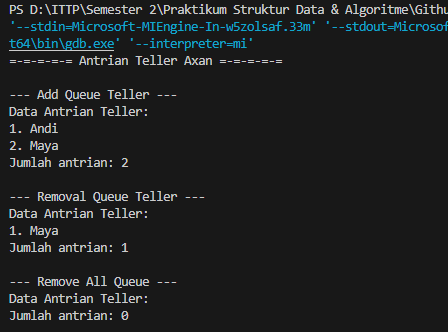 PS D:\ITTP\Semester 2\Praktikum Struktur Data & Algoritme\Githu
'--stdin=Microsoft-MIEngine-In-w5zolsaf.33m' '--stdout=Microsof
t64\bin\gdb.exe' '--interpreter=mi'
=-=-=-=- Antrian Teller Axan =-=-=-=-=
--- Add Queue Teller ---
Data Antrian Teller:
1. Andi
2. Maya
Jumlah antrian: 2
--- Removal Queue Teller ---
Data Antrian Teller:
1. Maya
Jumlah antrian: 1
--- Remove All Queue ---
Data Antrian Teller:
Jumlah antrian: 0